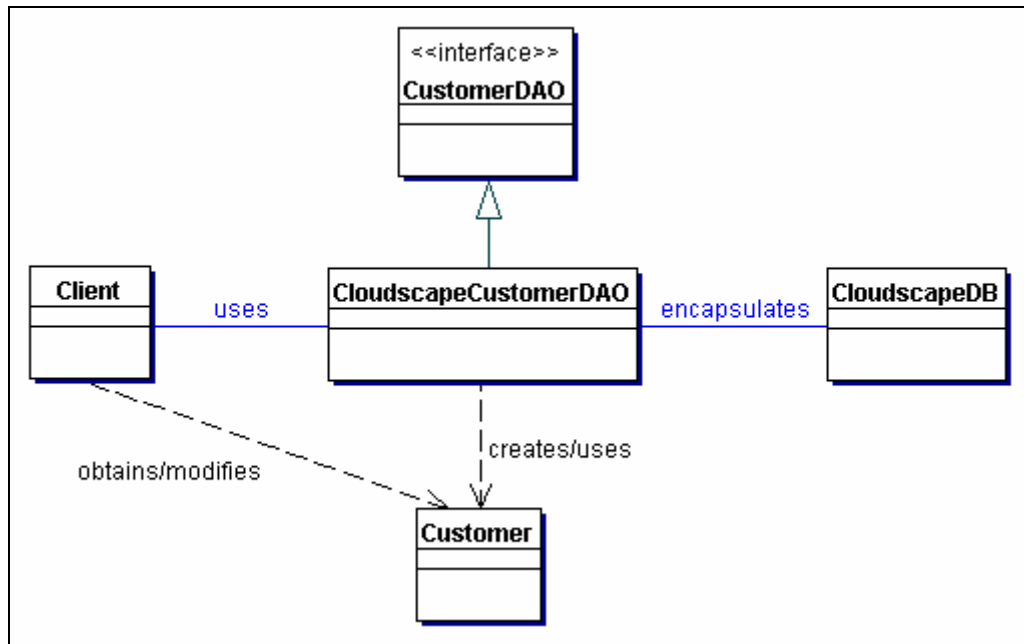 <<interface>>
CustomerDAO
Client
uses
CloudscapeCustomerDAO
encapsulates
CloudscapeDB
obtains/modifies
creates/uses
Customer